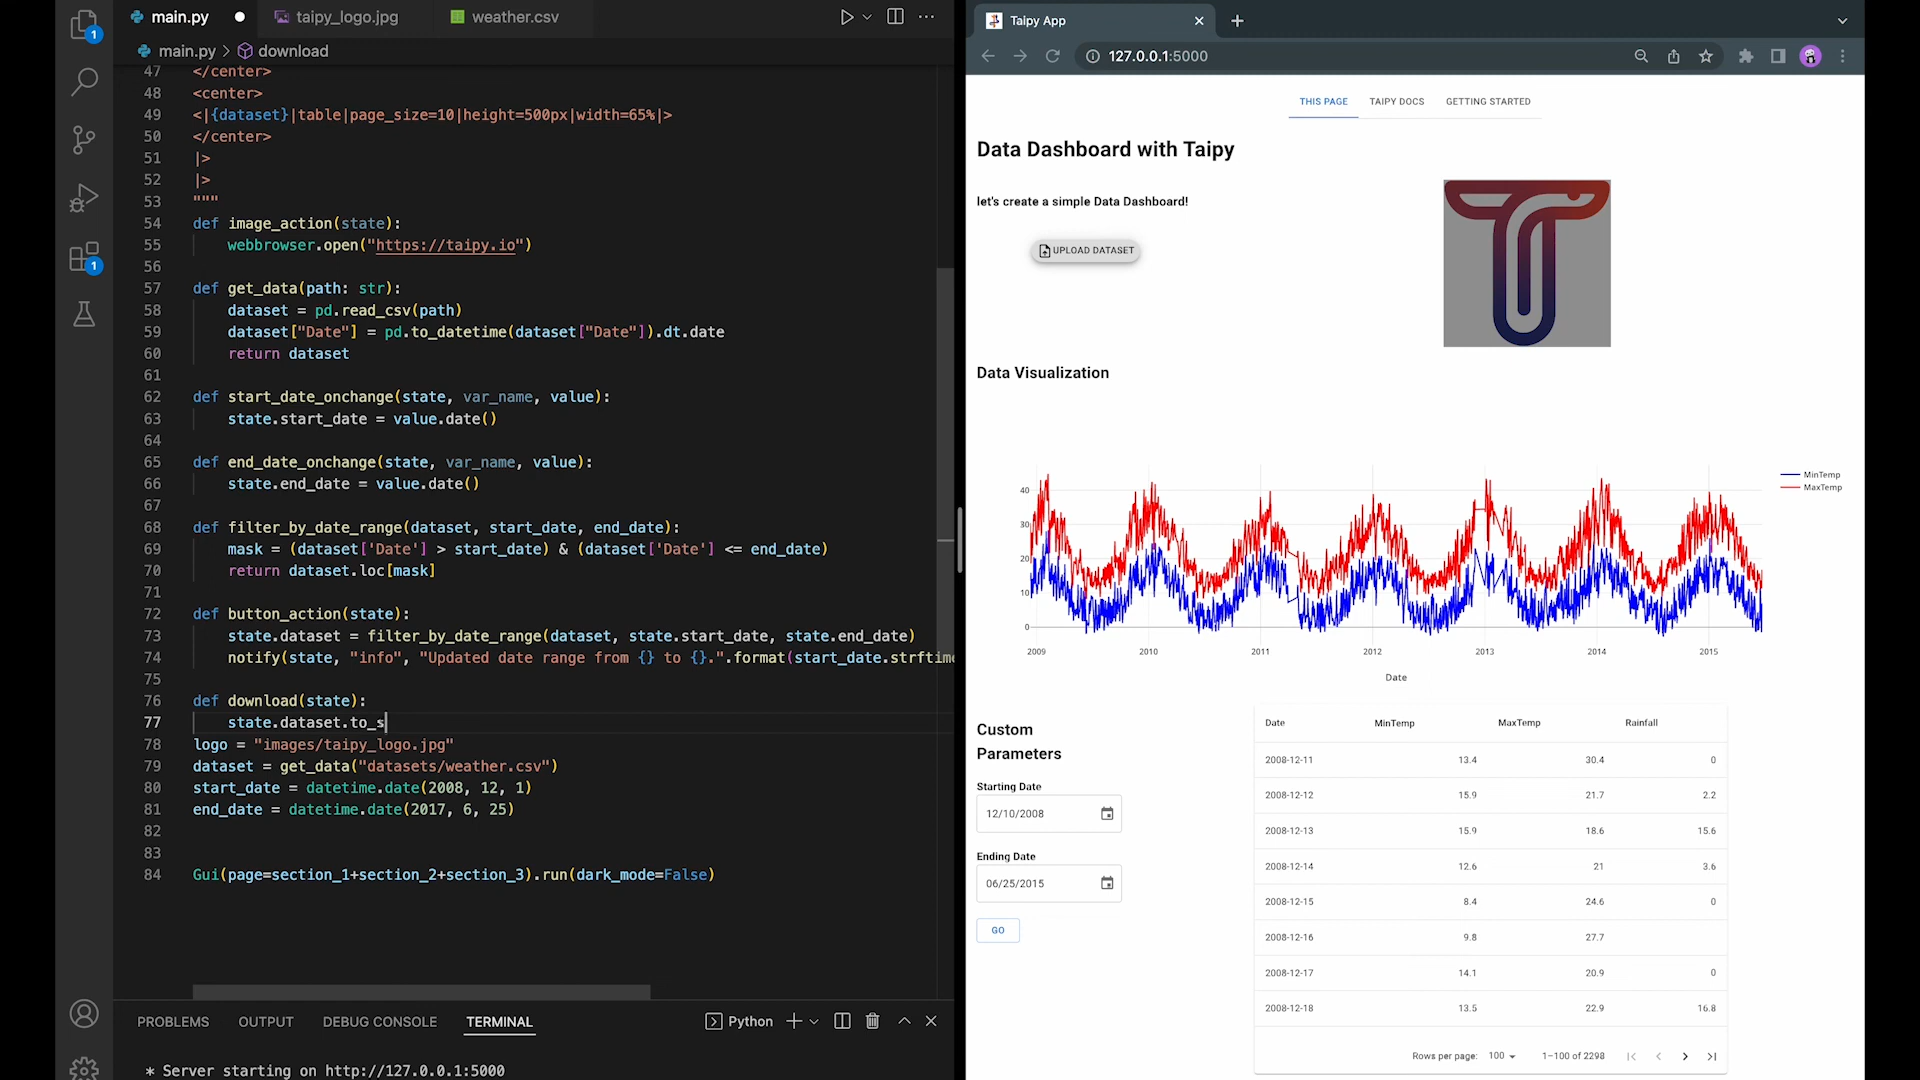 main.py
taipy_logo.jpg
weather.csv
main.py > download
47 </center>
48 <center>
49 <|{dataset}|table|page_size=10|height=500px|width=65%|>
50 </center>
51 |>
52 |>
53 """
54 def image_action(state):
55 webbrowser.open("https://taipy.io")
56
57 def get_data(path: str):
58 dataset = pd.read_csv(path)
59 dataset["Date"] = pd.to_datetime(dataset["Date"]).dt.date
60 return dataset
61
62 def start_date_onchange(state, var_name, value):
63 state.start_date = value.date()
64
65 def end_date_onchange(state, var_name, value):
66 state.end_date = value.date()
67
68 def filter_by_date_range(dataset, start_date, end_date):
69 mask = (dataset['Date'] > start_date) & (dataset['Date'] <= end_date)
70 return dataset.loc[mask]
71
72 def button_action(state):
73 state.dataset = filter_by_date_range(dataset, state.start_date, state.end_date)
74 notify(state, "info", "Updated date range from {} to {}.".format(start_date.strftime
75
76 def download(state):
77 state.dataset.to_s
78 logo = "images/taipy_logo.jpg"
79 dataset = get_data("datasets/weather.csv")
80 start_date = datetime.date(2008, 12, 1)
81 end_date = datetime.date(2017, 6, 25)
82
83
84 Gui(page=section_1+section_2+section_3).run(dark_mode=False)
1
1
PROBLEMS OUTPUT DEBUG CONSOLE TERMINAL
Python
* Server starting on http://127.0.0.1:5000
Taipy App
127.0.0.1:5000
THIS PAGE TAIPY DOCS GETTING STARTED
Data Dashboard with Taipy
let's create a simple Data Dashboard!
UPLOAD DATASET
Data Visualization
MinTemp
MaxTemp
40
30
20
10
0
2009 2010 2011 2012 2013 2014 2015
Date
Custom
Parameters
Starting Date
12/10/2008
Ending Date
06/25/2015
GO
Date MinTemp MaxTemp Rainfall
2008-12-11 13.4 30.4 0
2008-12-12 15.9 21.7 2.2
2008-12-13 15.9 18.6 15.6
2008-12-14 12.6 21 3.6
2008-12-15 8.4 24.6 0
2008-12-16 9.8 27.7
2008-12-17 14.1 20.9 0
2008-12-18 13.5 22.9 16.8
Rows per page: 100 1–100 of 2298